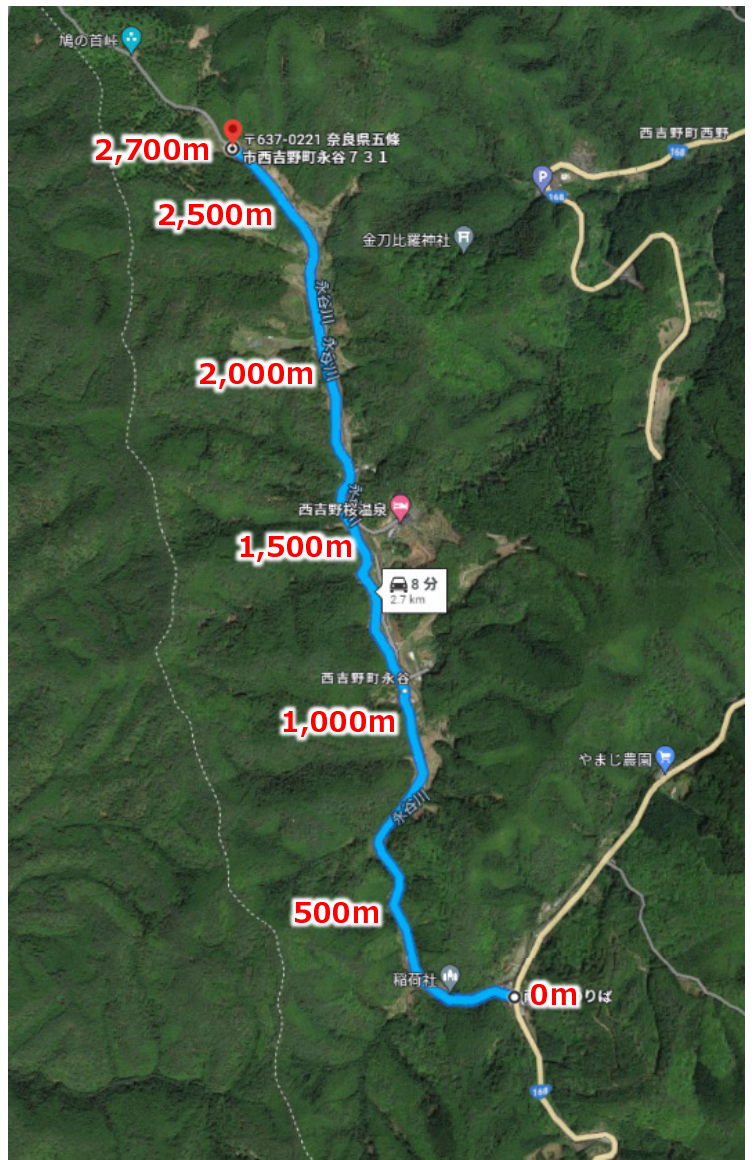 鳩の首峠
〒637-0221 奈良県五條
市西吉野町永谷７３１
2,700m
西吉野町西野
168
P
168
2,500m
金刀比羅神社
永谷川
永谷川
2,000m
西吉野桜温泉
永谷川
1,500m
8 分
2.7 km
西吉野町永谷
1,000m
やまじ農園
永谷川
500m
稲荷社
0m
りば
168